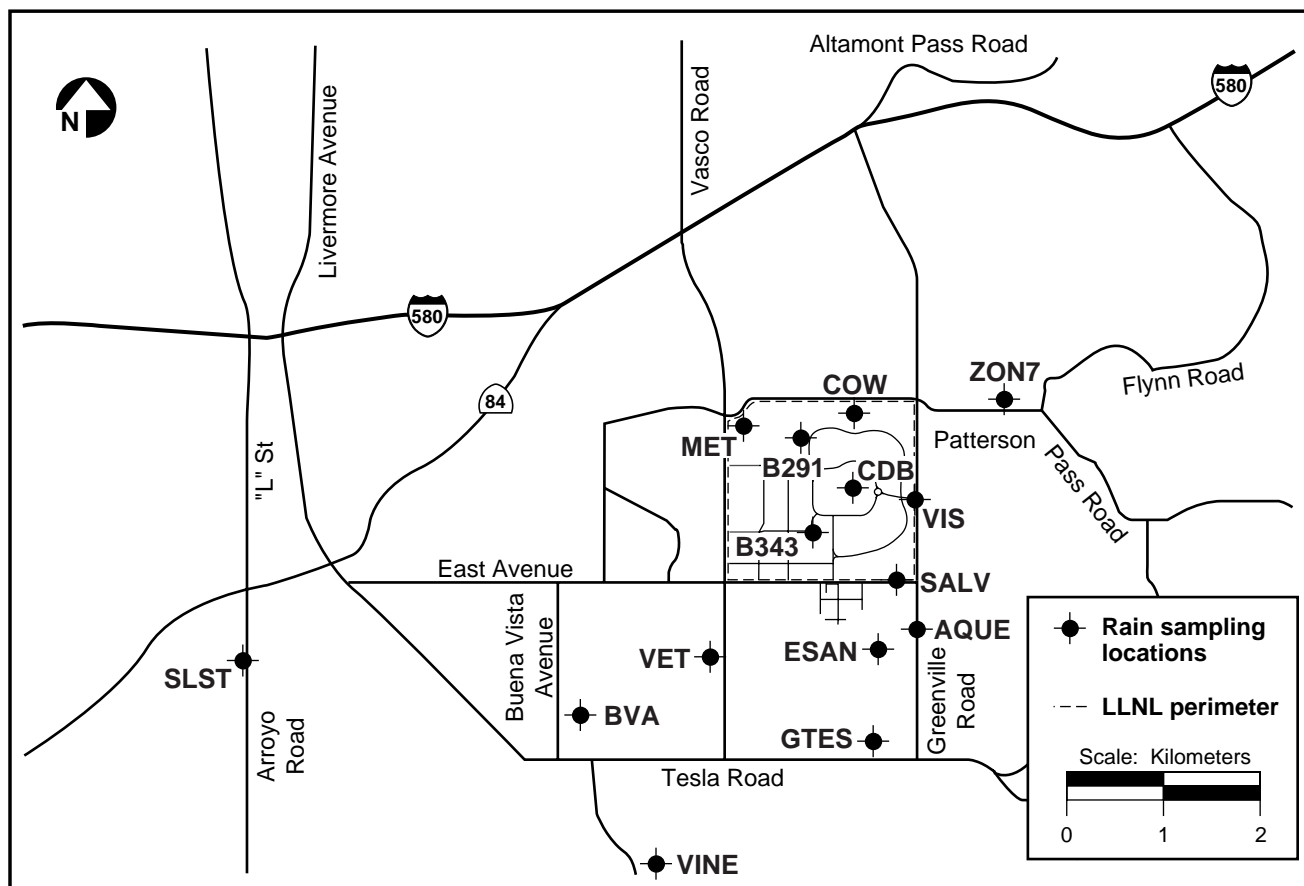 Altamont Pass Road
580
N
Livermore Avenue
Vasco Road
580
84
"L" St
COW
ZON7
Flynn Road
MET
Patterson
Pass Road
B291
CDB
VIS
B343
East Avenue
SALV
Buena Vista
Avenue
AQUE
VET
ESAN
SLST
BVA
Greenville
Road
GTES
Arroyo
Road
Tesla Road
VINE
Rain sampling
locations
LLNL perimeter
Scale: Kilometers
0 1 2